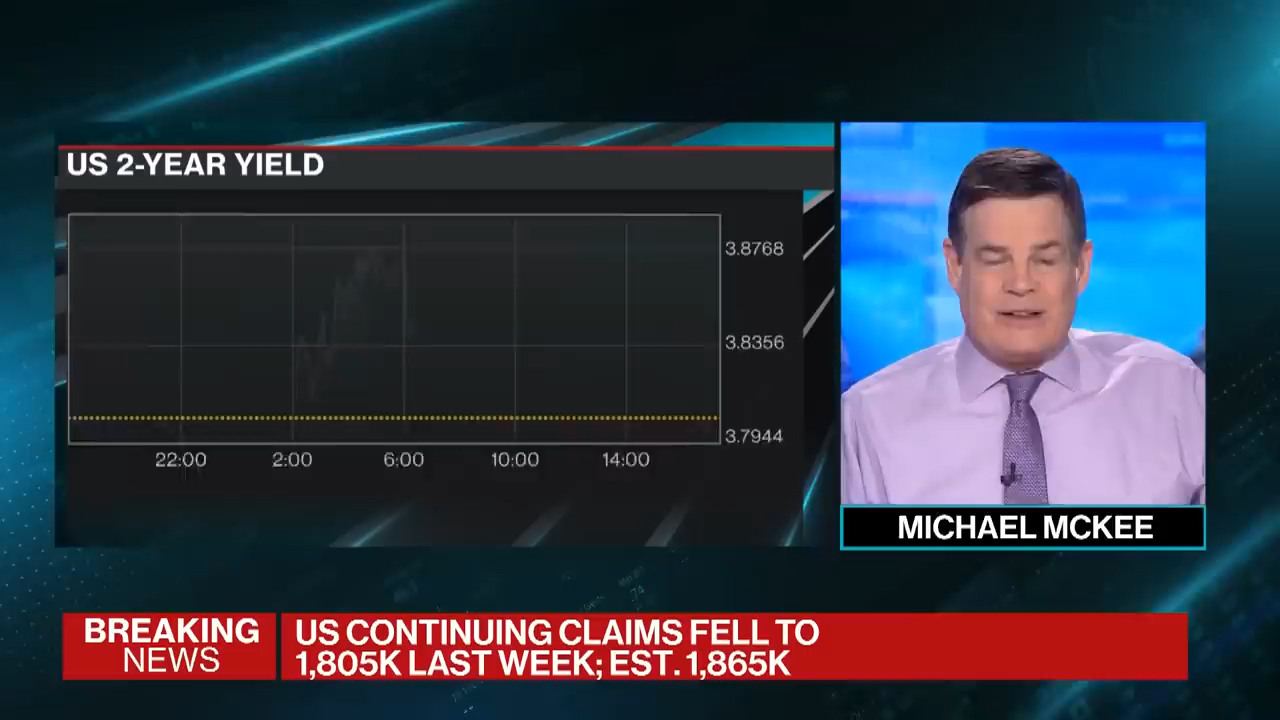 US 2-YEAR YIELD
3.8768
3.8356
3.7944
22:00
2:00
6:00
10:00
14:00
MICHAEL MCKEE
BREAKING
NEWS
US CONTINUING CLAIMS FELL TO
1,805K LAST WEEK; EST. 1,865K